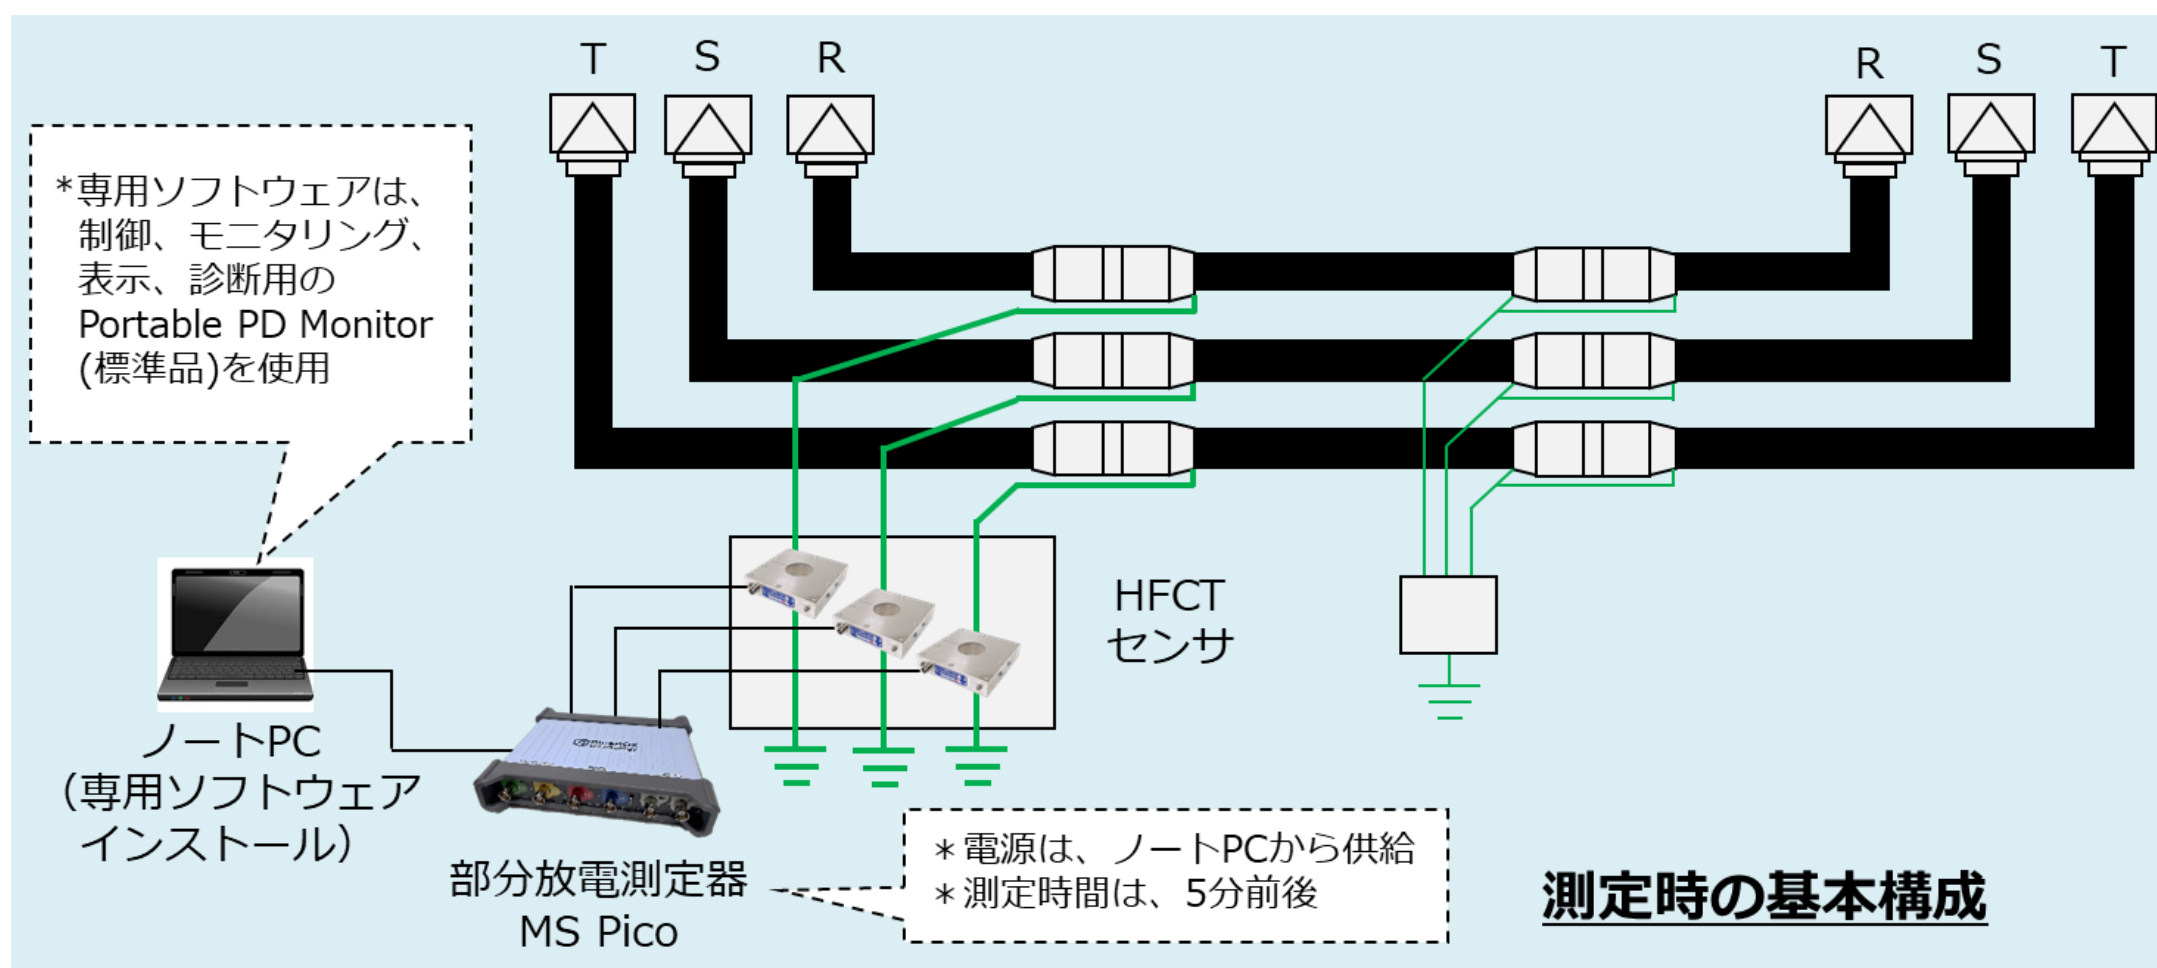 T
S
R
R
S
T
*専用ソフトウェアは、
制御、モニタリング、
表示、診断用の
Portable PD Monitor
(標準品)を使用
HFCT
センサ
ノートPC
（専用ソフトウェア
インストール）
部分放電測定器
MS Pico
＊電源は、ノートPCから供給
＊測定時間は、5分前後
測定時の基本構成